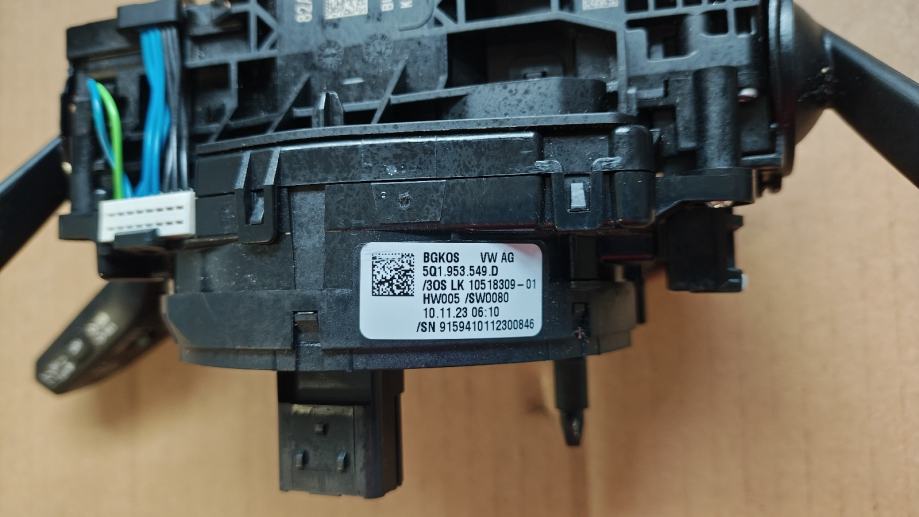 BGKOS VW AG
5Q1.953.549.D
/3OS LK 10518309-01
HW005 /SW0080
10.11.23 06:10
/SN 9159410112300846